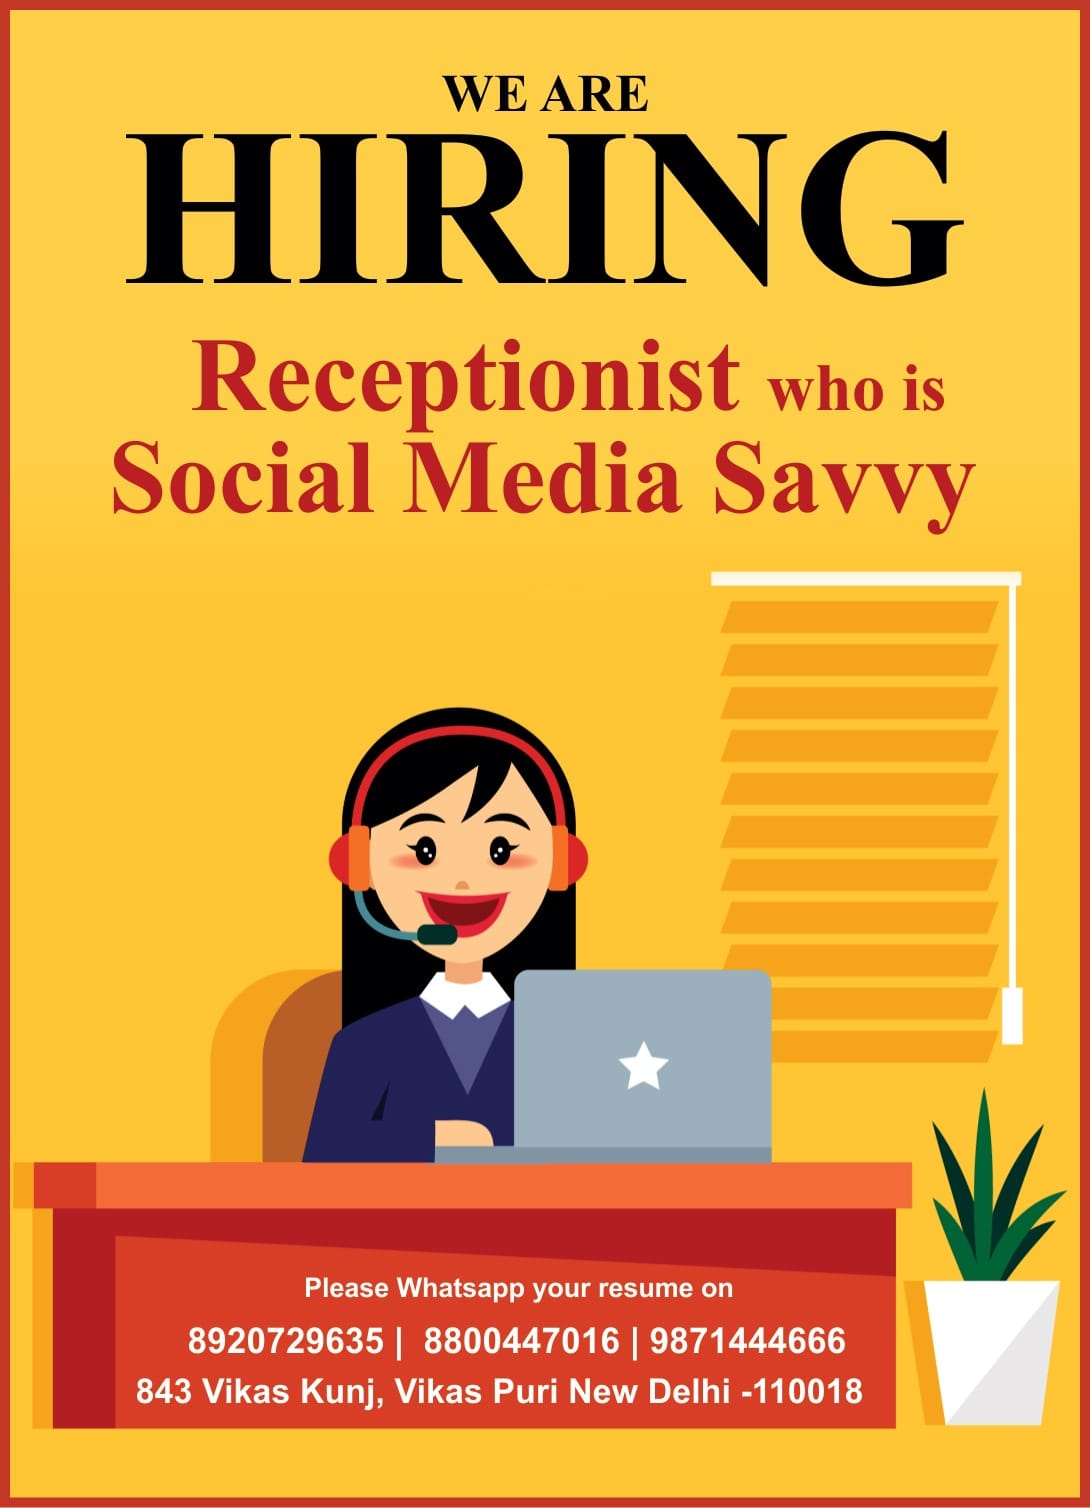 WE ARE
HIRING
Receptionist who is
Social Media Savvy
Please Whatsapp your resume on
8920729635 | 8800447016 | 9871444666
843 Vikas Kunj, Vikas Puri New Delhi -110018